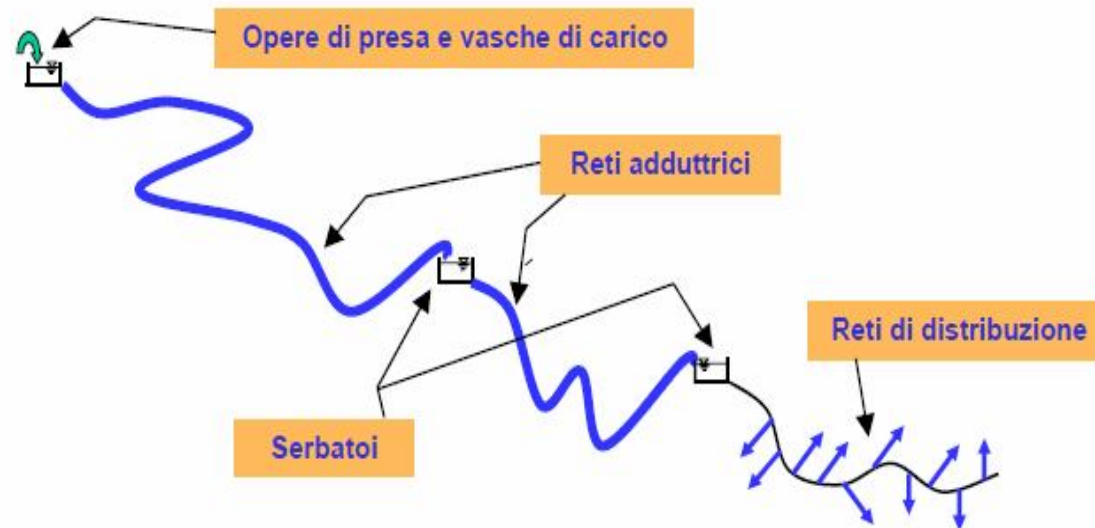 Opere di presa e vasche di carico
Reti adduttrici
Reti di distribuzione
Serbatoi